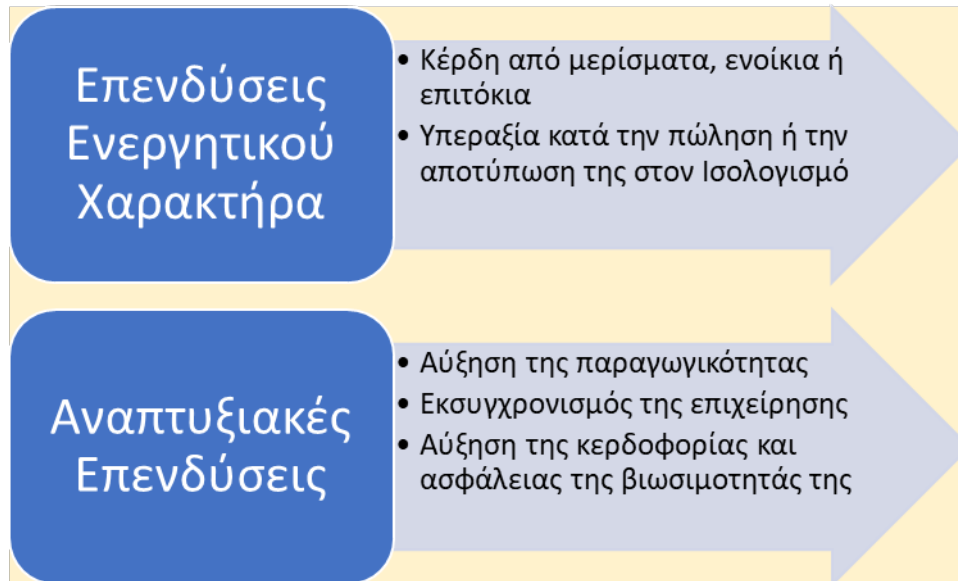 Επενδύσεις
Ενεργητικού
Χαρακτήρα
• Κέρδη από μερίσματα, ενοίκια ή
επιτόκια
• Υπεραξία κατά την πώληση ή την
αποτύπωση της στον Ισολογισμό
Αναπτυξιακές
Επενδύσεις
• Αύξηση της παραγωγικότητας
• Εκσυγχρονισμός της επιχείρησης
• Αύξηση της κερδοφορίας και
ασφάλειας της βιωσιμοτητάς της